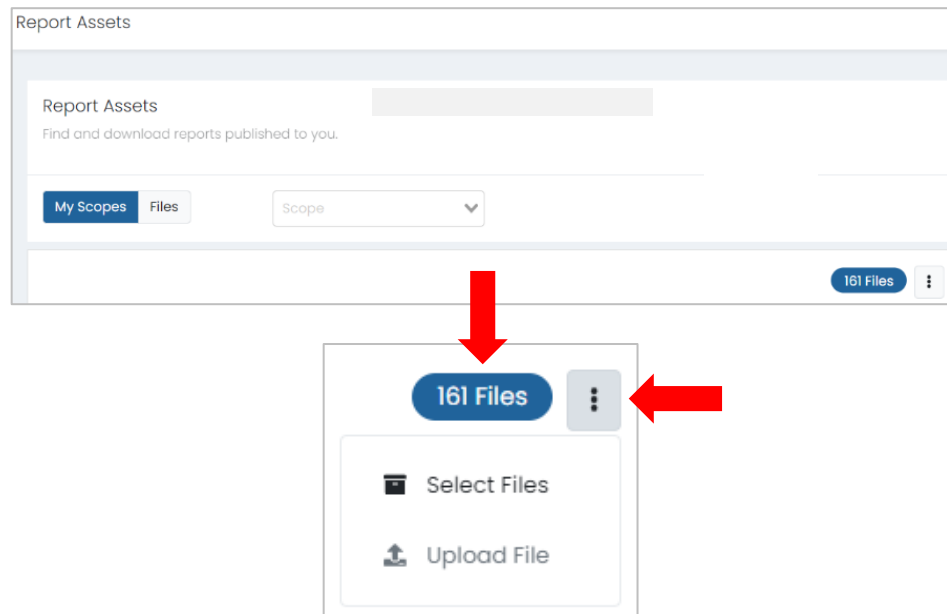 Report Assets
Report Assets
Find and download reports published to you.
My Scopes Files Scope
161 Files
161 Files
Select Files
Upload File